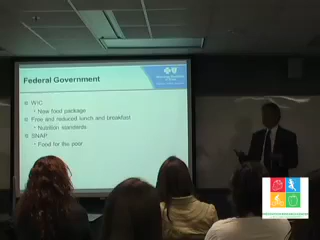 Federal Government
WIC
New food package
Free and reduced lunch and breakfast
Nutrition standards
SNAP
Food for the poor